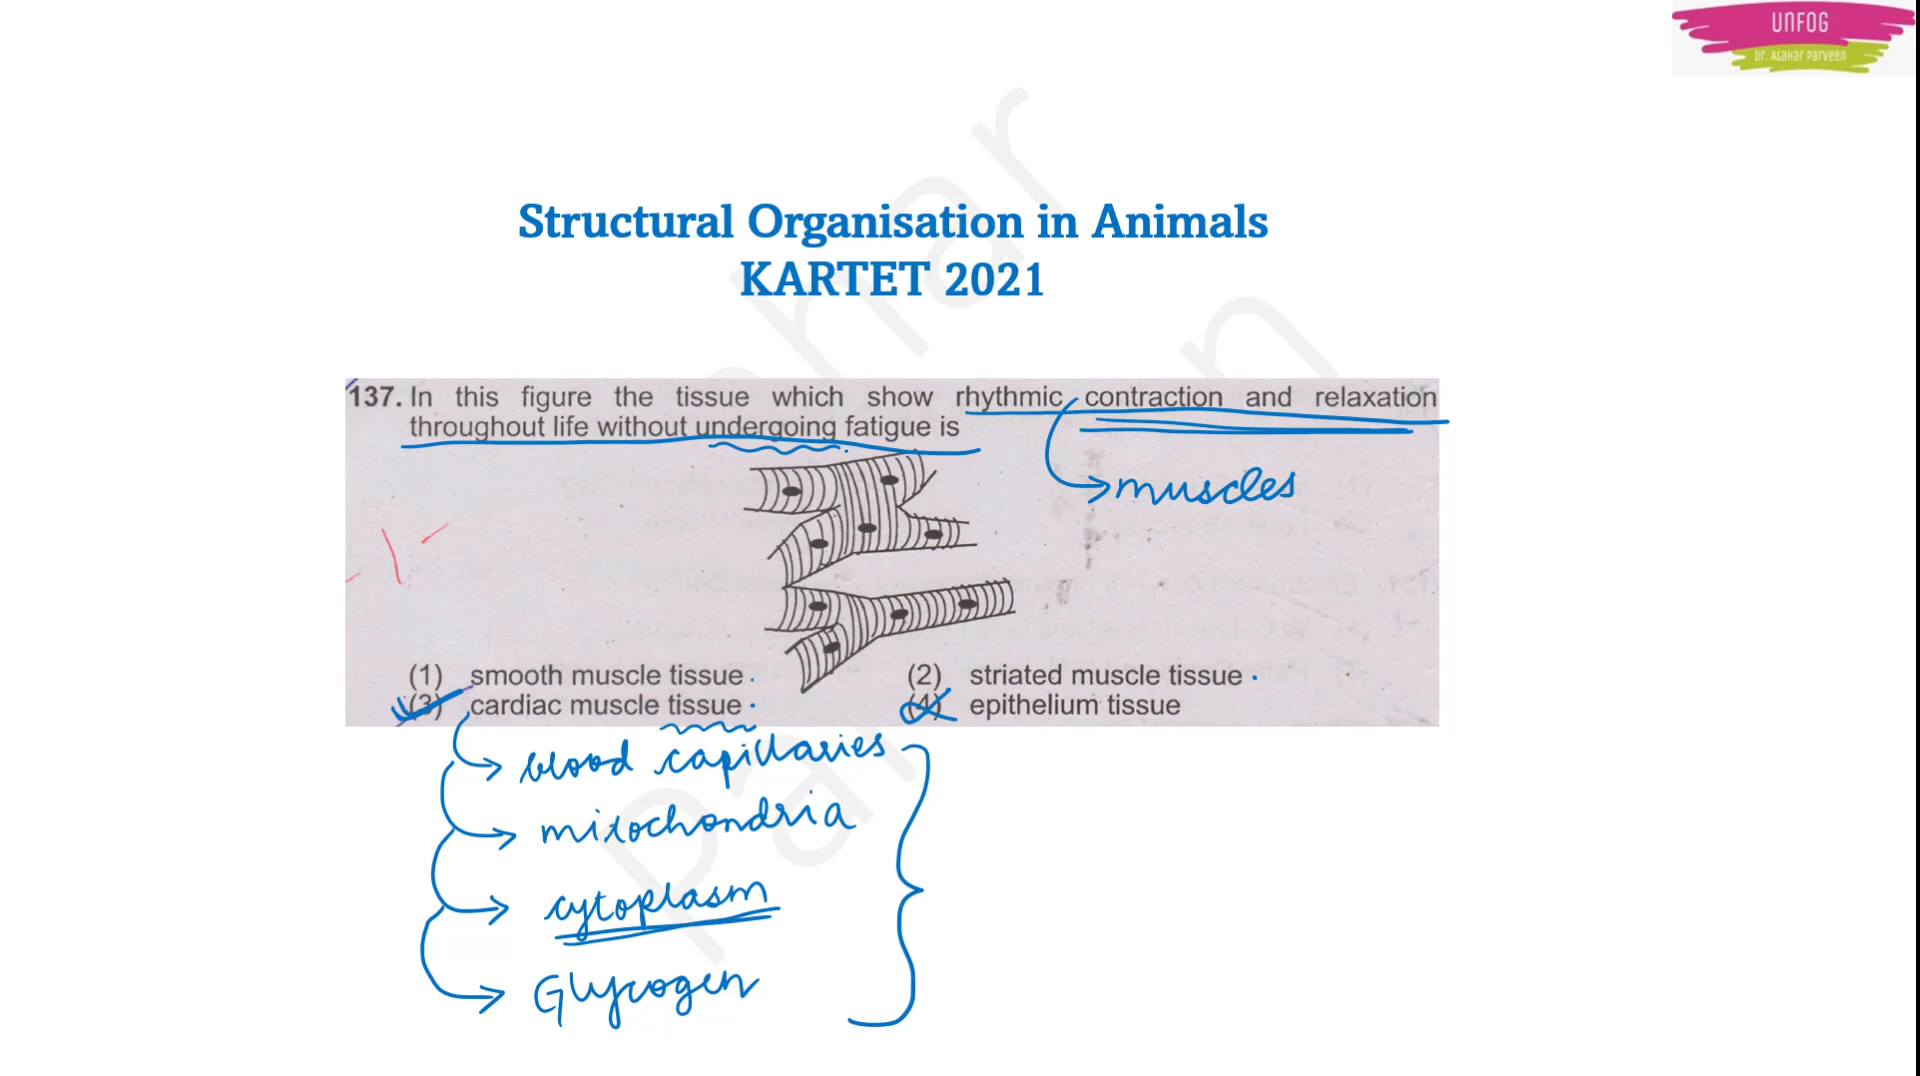 UNFOG
Dr. Atahar Parveen
Structural Organisation in Animals
KARTET 2021
137. In this figure the tissue which show rhythmic contraction and relaxation
throughout life without undergoing fatigue is
muscles
(1) smooth muscle tissue
(2) striated muscle tissue
(3) cardiac muscle tissue
(4) epithelium tissue
blood capillaries
mitochondria
cytoplasm
Glycogen